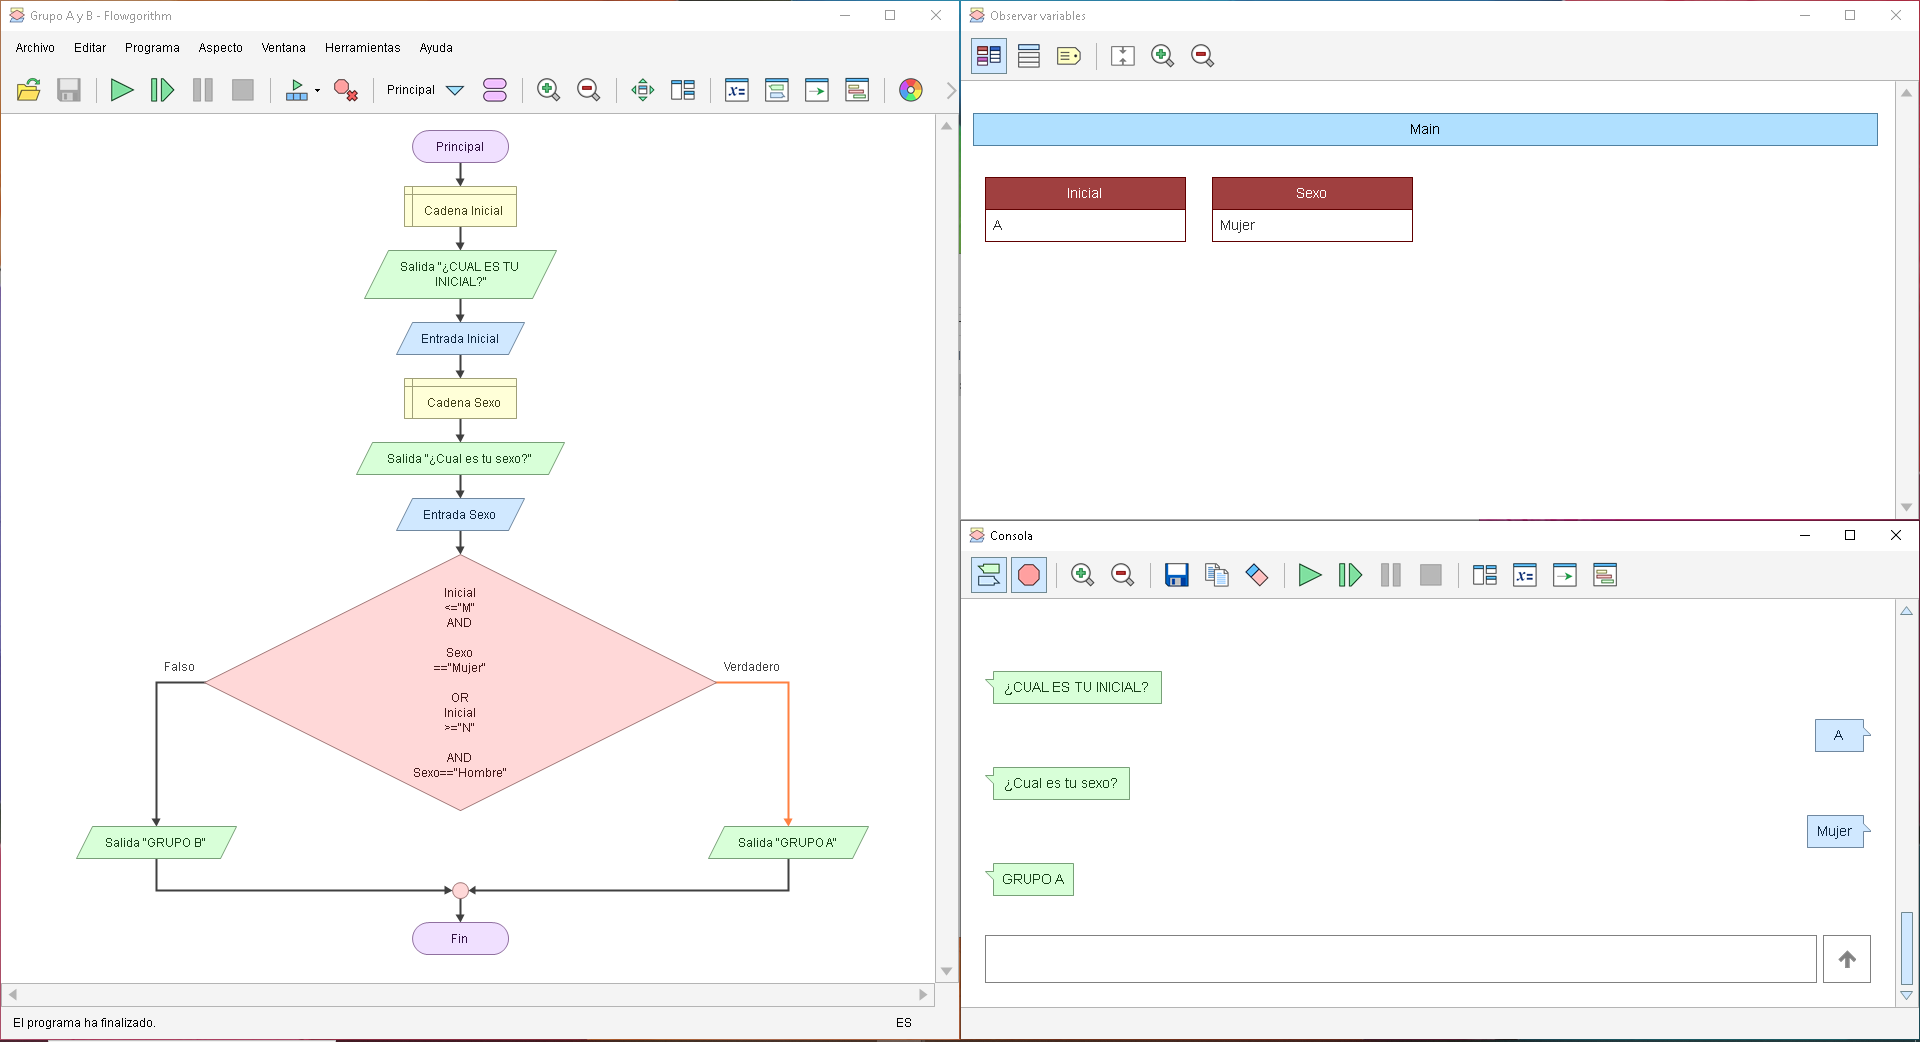 Grupo A y B - Flowgorithm
Archivo Editar Programa Aspecto Ventana Herramientas Ayuda
Principal
Principal
Cadena Inicial
Salida "¿CUAL ES TU
INICIAL?"
Entrada Inicial
Cadena Sexo
Salida "¿Cual es tu sexo?"
Entrada Sexo
Inicial
<="M"
AND
Sexo
=="Mujer"
OR
Inicial
>="N"
AND
Sexo=="Hombre"
Falso
Verdadero
Salida "GRUPO B"
Salida "GRUPO A"
Fin
El programa ha finalizado.
ES
Observar variables
Main
Inicial
A
Sexo
Mujer
Consola
¿CUAL ES TU INICIAL?
A
¿Cual es tu sexo?
Mujer
GRUPO A